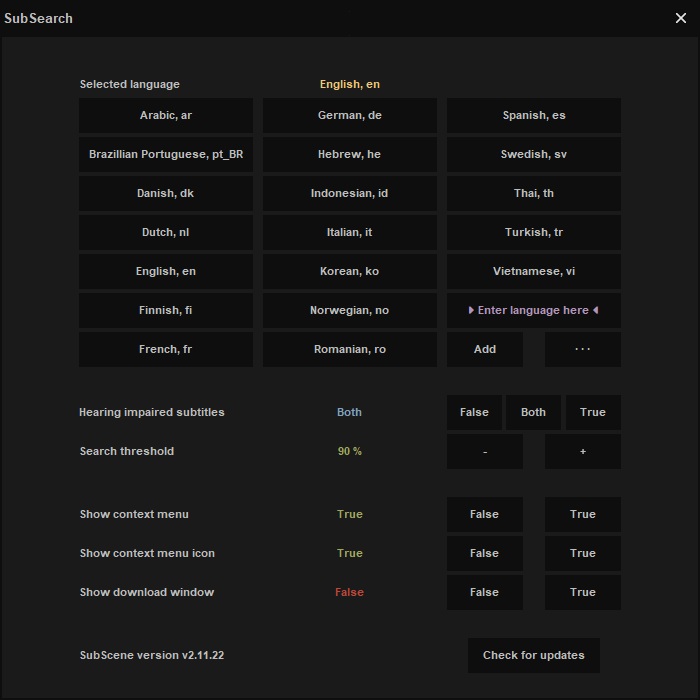 SubSearch
Selected language English, en
Arabic, ar German, de Spanish, es
Brazillian Portuguese, pt_BR Hebrew, he Swedish, sv
Danish, dk Indonesian, id Thai, th
Dutch, nl Italian, it Turkish, tr
English, en Korean, ko Vietnamese, vi
Finnish, fi Norwegian, no Enter language here
French, fr Romanian, ro Add ···
Hearing impaired subtitles Both False Both True
Search threshold 90 % - +
Show context menu True False True
Show context menu icon True False True
Show download window False False True
SubScene version v2.11.22 Check for updates